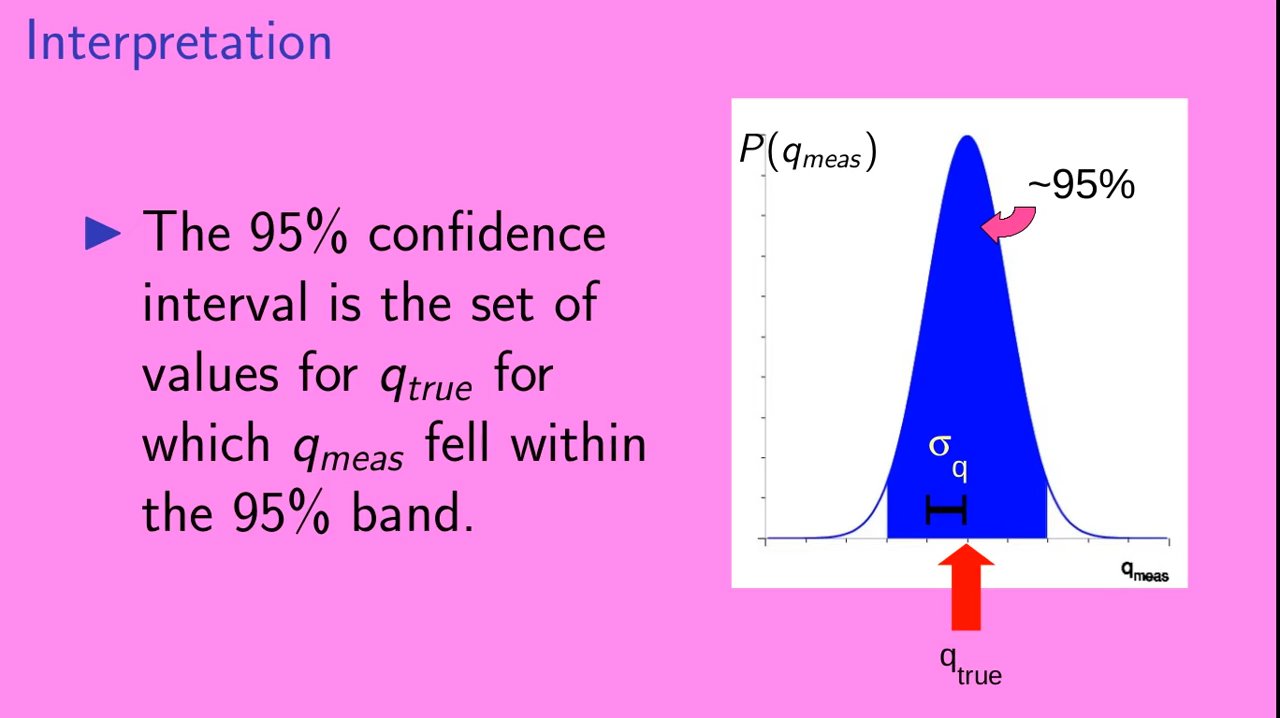 Interpretation
▶ The 95% confidence
interval is the set of
values for q_true for
which q_meas fell within
the 95% band.
P(q_meas)
~95%
σ_q
q_meas
q_true